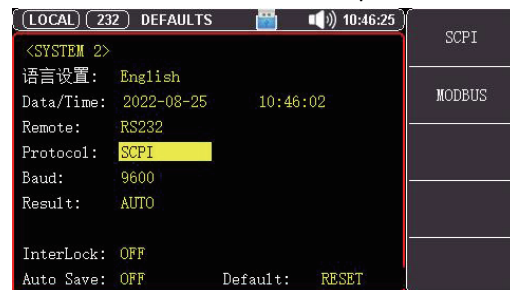 LOCAL 232 DEFAULTS 10:46:25
<SYSTEM 2>
语言设置: English
Data/Time: 2022-08-25 10:46:02
Remote: RS232
Protocol: SCPI
Baud: 9600
Result: AUTO
InterLock: OFF
Auto Save: OFF Default: RESET
SCPI
MODBUS